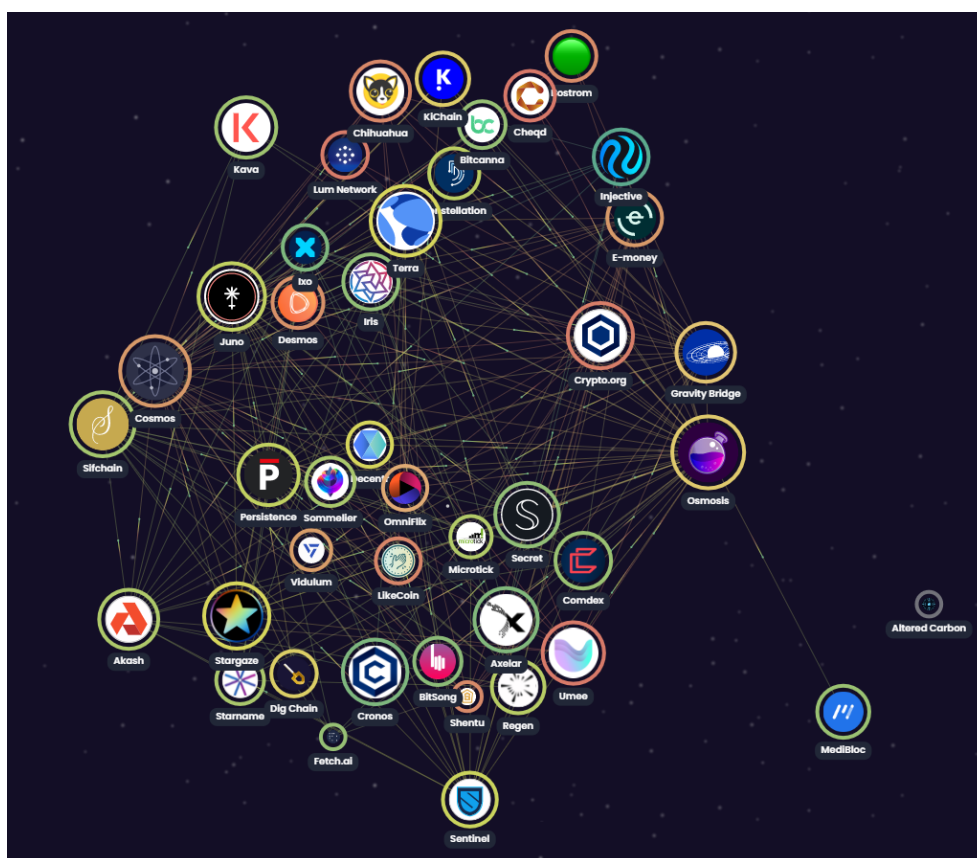 Bostrom
KiChain
Chihuahua
Cheqd
Bitcanna
Kava
Lum Network
Injective
nstellation
E-money
Terra
Ixo
Iris
Juno
Desmos
Crypto.org
Gravity Bridge
Cosmos
Sifchain
Decentr
Osmosis
Persistence
Sommelier
OmniFlix
Secret
Microtick
Vidulum
LikeCoin
Comdex
Altered Carbon
Akash
Stargaze
Axelar
Umee
BitSong
Starname
Dig Chain
Cronos
Shentu
Regen
MediBloc
Fetch.ai
Sentinel